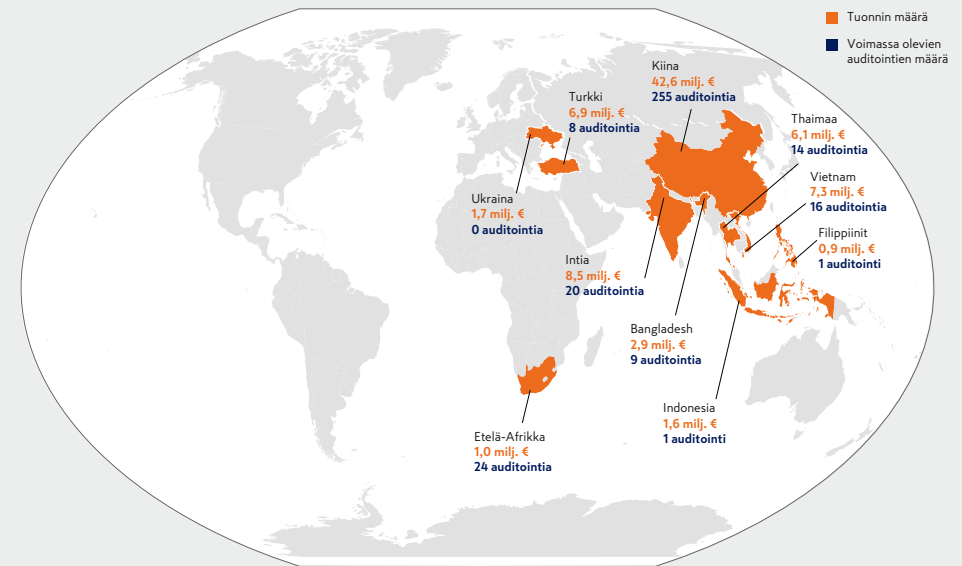 Tuonnin määrä
Voimassa olevien
auditointien määrä
Kiina
42,6 milj. €
255 auditointia
Turkki
6,9 milj. €
8 auditointia
Thaimaa
6,1 milj. €
14 auditointia
Vietnam
7,3 milj. €
16 auditointia
Ukraina
1,7 milj. €
0 auditointia
Filippiinit
0,9 milj. €
1 auditointi
Intia
8,5 milj. €
20 auditointia
Bangladesh
2,9 milj. €
9 auditointia
Indonesia
1,6 milj. €
1 auditointi
Etelä-Afrikka
1,0 milj. €
24 auditointia